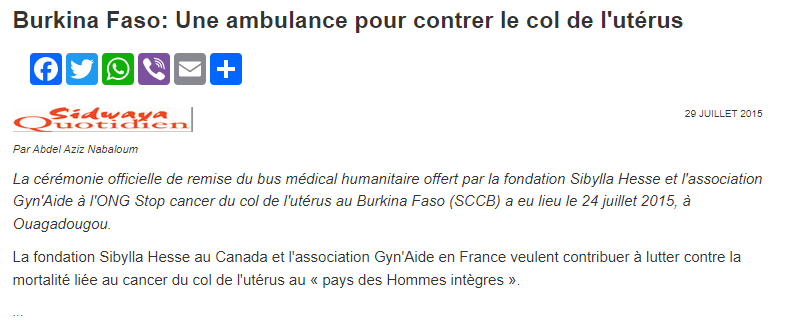 Burkina Faso: Une ambulance pour contrer le col de l'utérus
Sidwaya
Quotidien
29 JUILLET 2015
Par Abdel Aziz Nabaloum
La cérémonie officielle de remise du bus médical humanitaire offert par la fondation Sibylla Hesse et l'association
Gyn'Aide à l'ONG Stop cancer du col de l'utérus au Burkina Faso (SCCB) a eu lieu le 24 juillet 2015, à
Ouagadougou.
La fondation Sibylla Hesse au Canada et l'association Gyn'Aide en France veulent contribuer à lutter contre la
mortalité liée au cancer du col de l'utérus au « pays des Hommes intègres ».
...